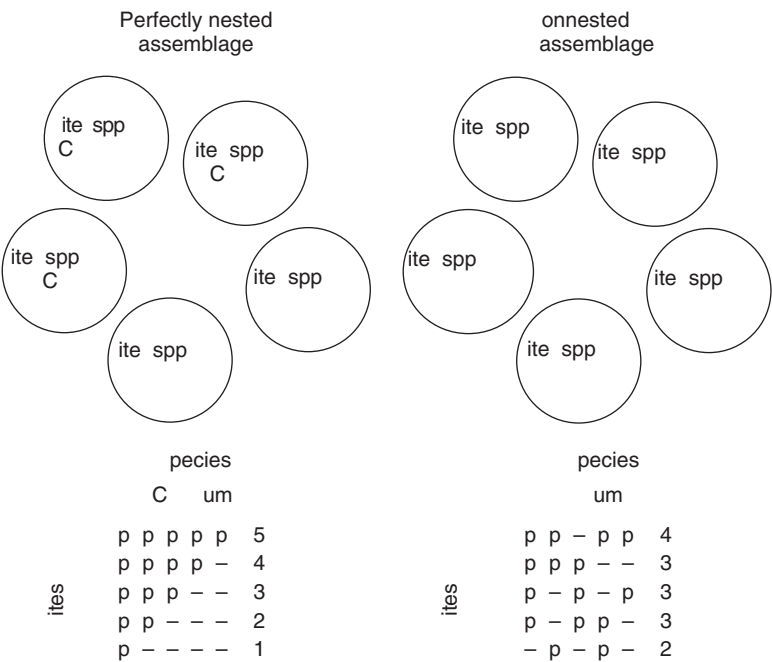 Perfectly nested
assemblage
ite spp
C
ite spp
C
ite spp
C
ite spp
ite spp
pecies
C um
ites
p p p p p 5
p p p p – 4
p p p – – 3
p p – – – 2
p – – – – 1
onnested
assemblage
ite spp
ite spp
ite spp
ite spp
ite spp
pecies
um
ites
p p – p p 4
p p p – – 3
p – p – p 3
p – p p – 3
– p – p – 2